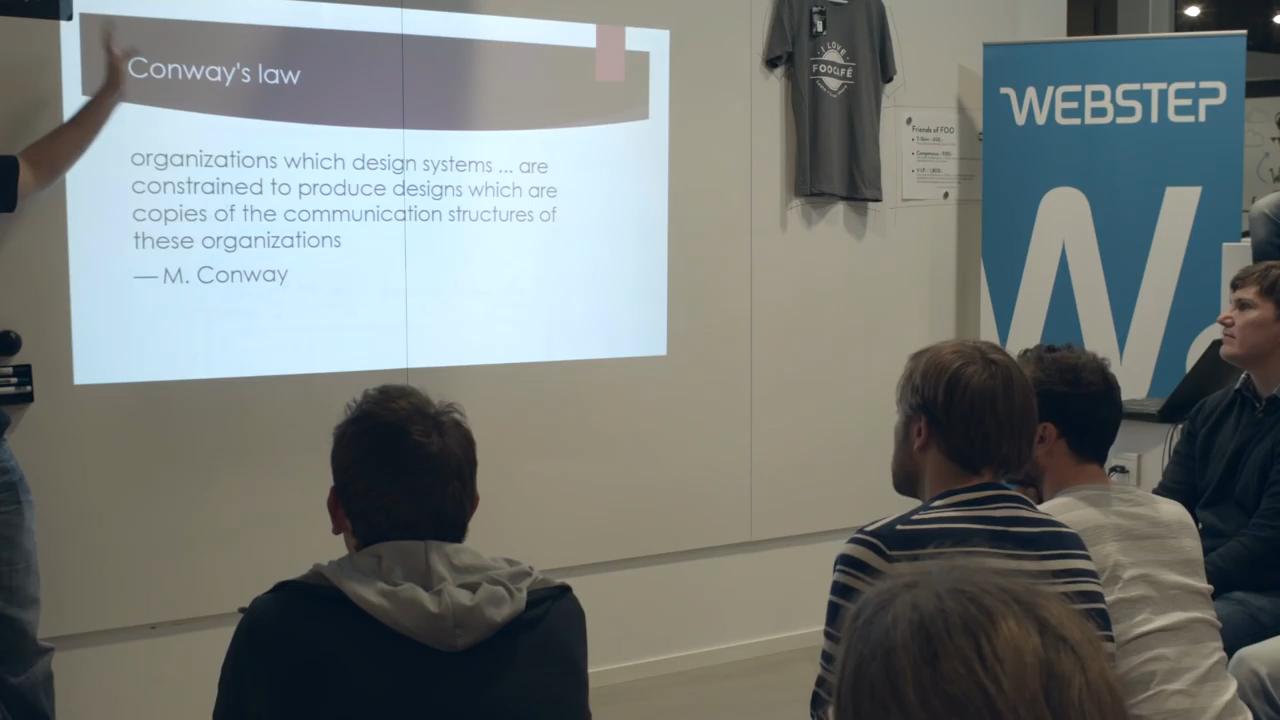 Conway's law
organizations which design systems ... are
constrained to produce designs which are
copies of the communication structures of
these organizations
— M. Conway
I LOVE
FOOCAFÉ
Friends of FOO
WEBSTEP